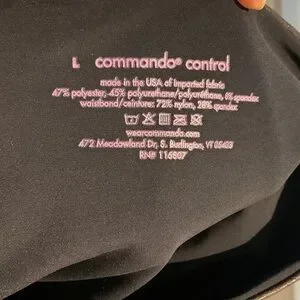 L commando® control
made in the USA of imported fabric
47% polyester, 45% polyurethane/polyuréthane, 8% spandex
waistband/ceinture: 72% nylon, 28% spandex
wearcommando.com
472 Meadowland Dr, S. Burlington, VT 05403
RN# 116807